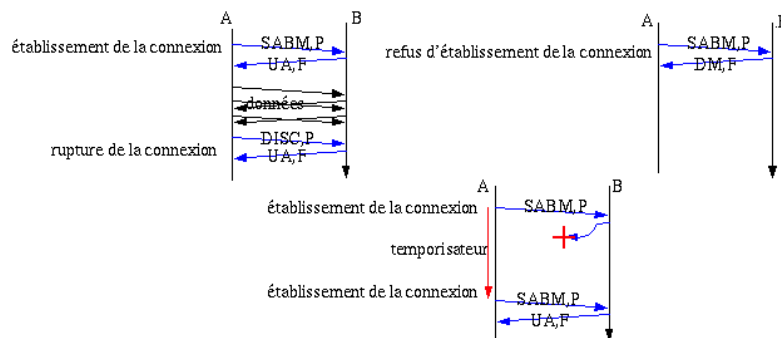 A B
établissement de la connexion
SABM,P
UA,F
données
rupture de la connexion
DISC,P
UA,F
A
refus d'établissement de la connexion
SABM,P
DM,F
A B
établissement de la connexion
SABM,P
temporisateur
établissement de la connexion
SABM,P
UA,F